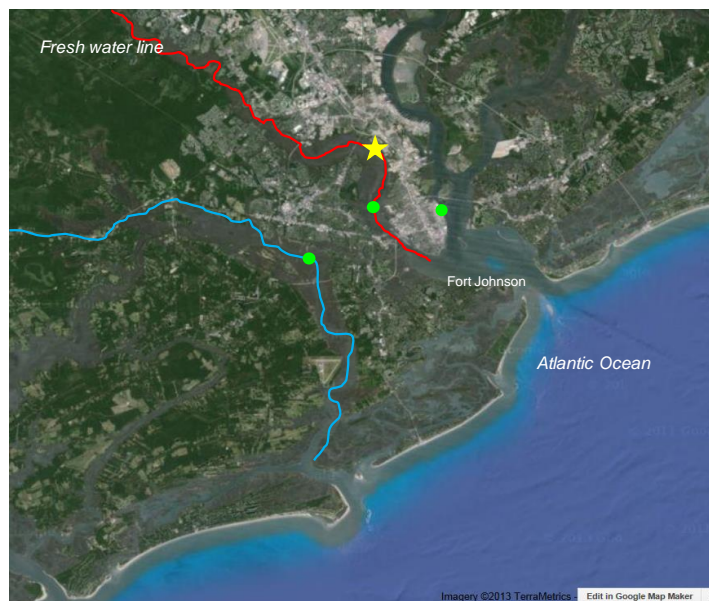 Fresh water line
Fort Johnson
Atlantic Ocean
Imagery ©2013 TerraMetrics - Edit in Google Map Maker